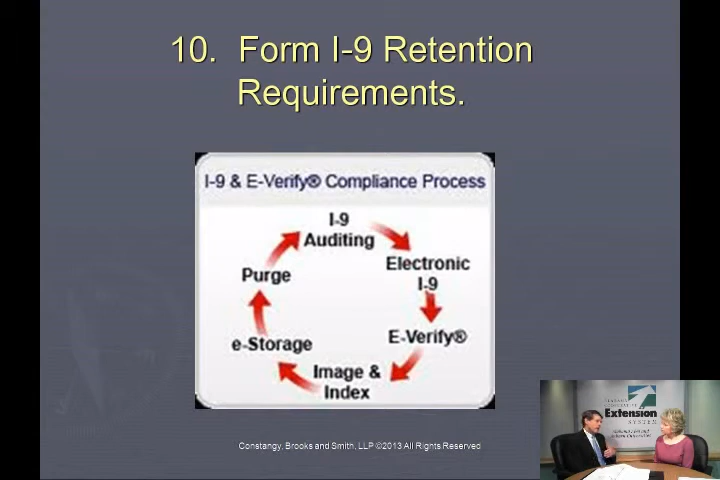 10. Form I-9 Retention
Requirements.
I-9 & E-Verify® Compliance Process
I-9
Auditing
Electronic
I-9
E-Verify®
Image &
Index
e-Storage
Purge
Constangy, Brooks and Smith, LLP ©2013 All Rights Reserved
Extension
SYSTEM